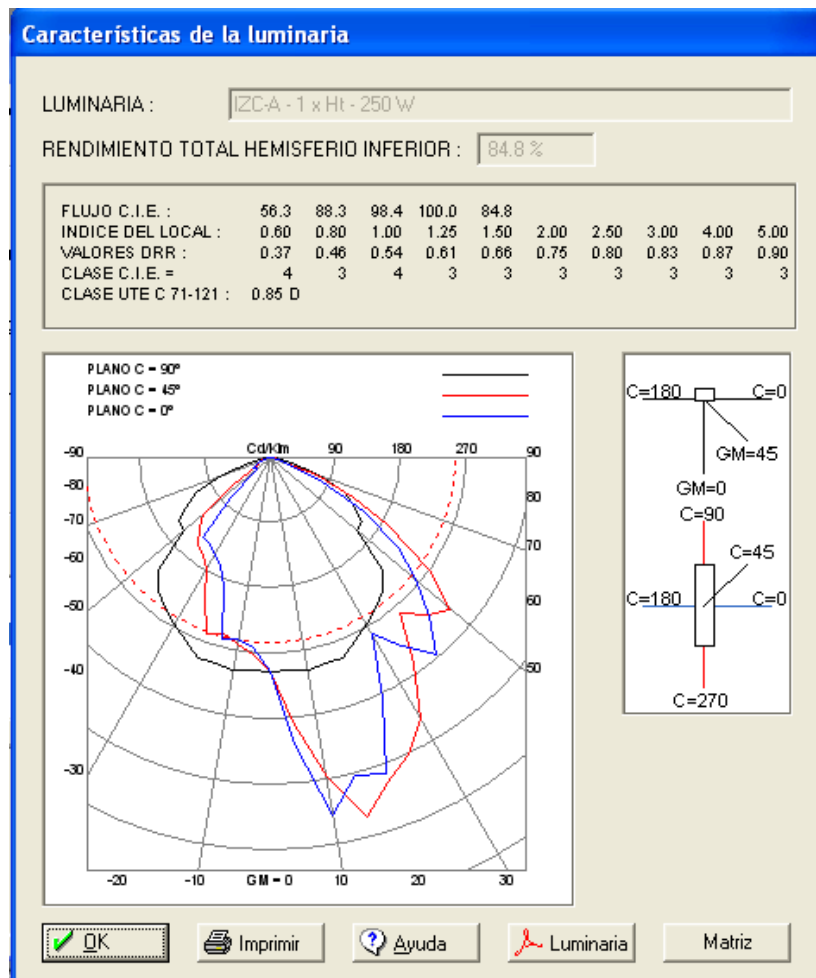 Características de la luminaria
LUMINARIA : IZC-A - 1 x Ht - 250 W
RENDIMIENTO TOTAL HEMISFERIO INFERIOR : 84.8 %
FLUJO C.I.E. : 56.3 88.3 98.4 100.0 84.8
INDICE DEL LOCAL : 0.60 0.80 1.00 1.25 1.50 2.00 2.50 3.00 4.00 5.00
VALORES DRR : 0.37 0.46 0.54 0.61 0.66 0.75 0.80 0.83 0.87 0.90
CLASE C.I.E. = 4 3 4 3 3 3 3 3 3 3
CLASE UTE C 71-121 : 0.85 D
PLANO C = 90º
PLANO C = 45º
PLANO C = 0º
-90 Cd/Klm 90 180 270 90
-80 80
-70 70
-60 60
-50 50
-40
-30
-20 -10 GM = 0 10 20 30
C=180 C=0
GM=45
GM=0
C=90
C=45
C=180 C=0
C=270
OK Imprimir Ayuda Luminaria Matriz